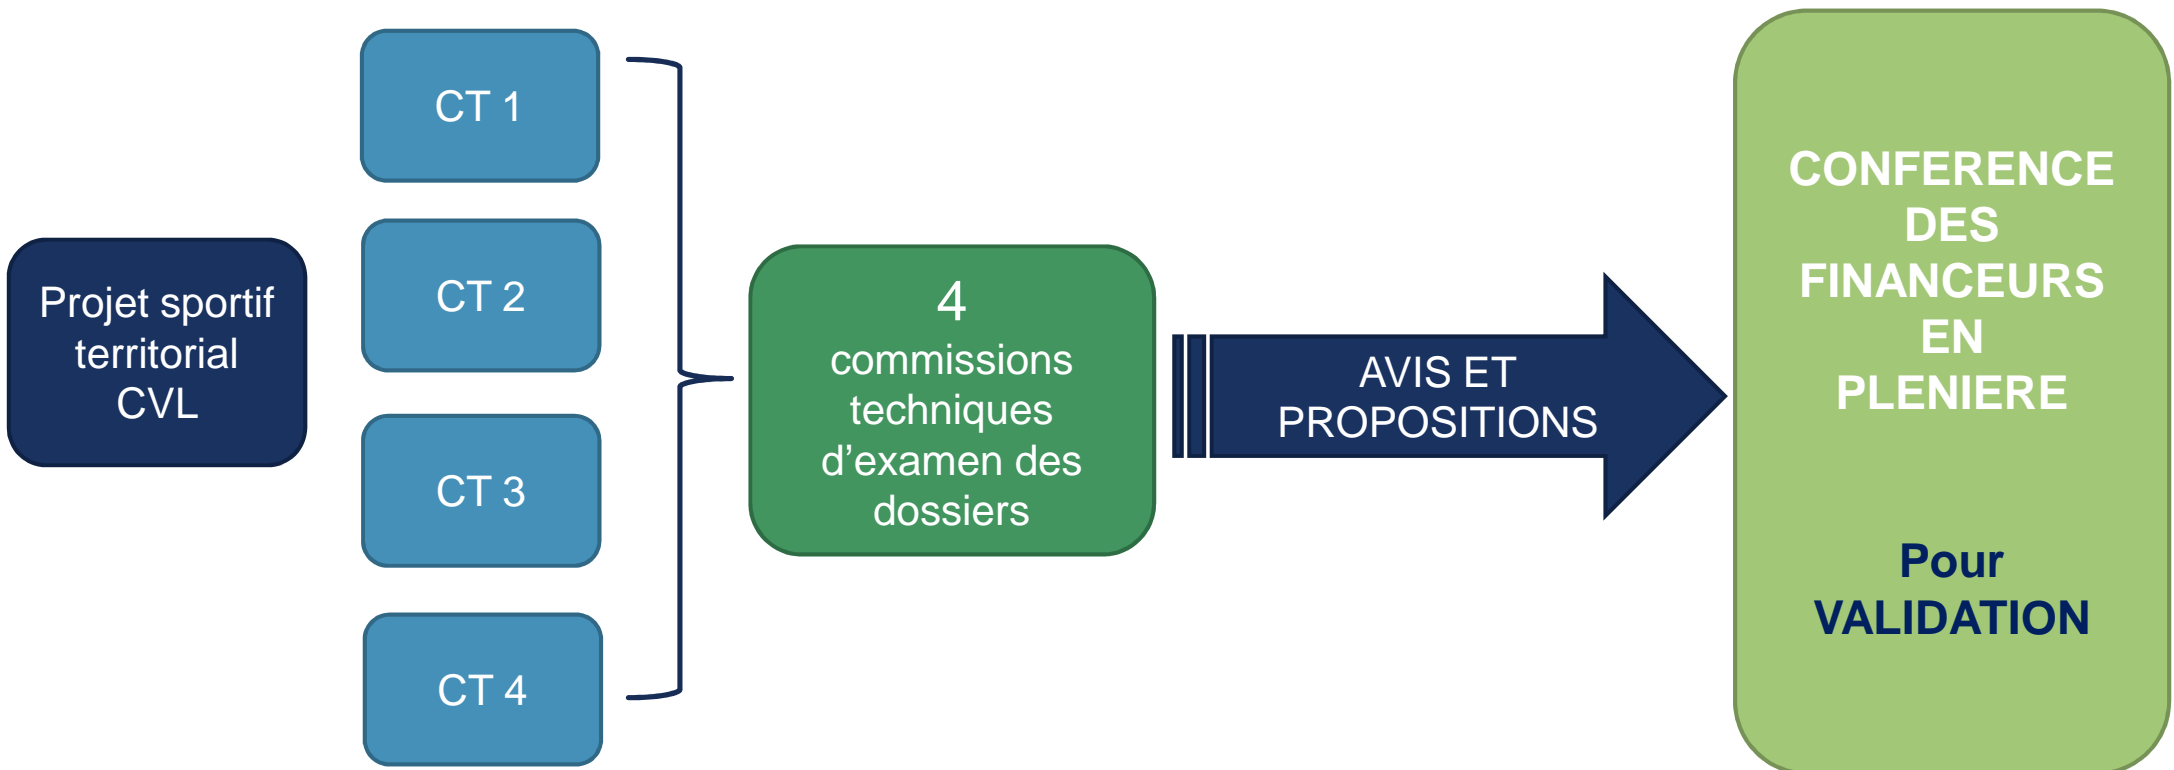 Projet sportif
territorial
CVL
CT 1
CT 2
CT 3
CT 4
4
commissions
techniques
d’examen des
dossiers
AVIS ET
PROPOSITIONS
CONFERENCE
DES
FINANCEURS
EN
PLENIERE
Pour
VALIDATION